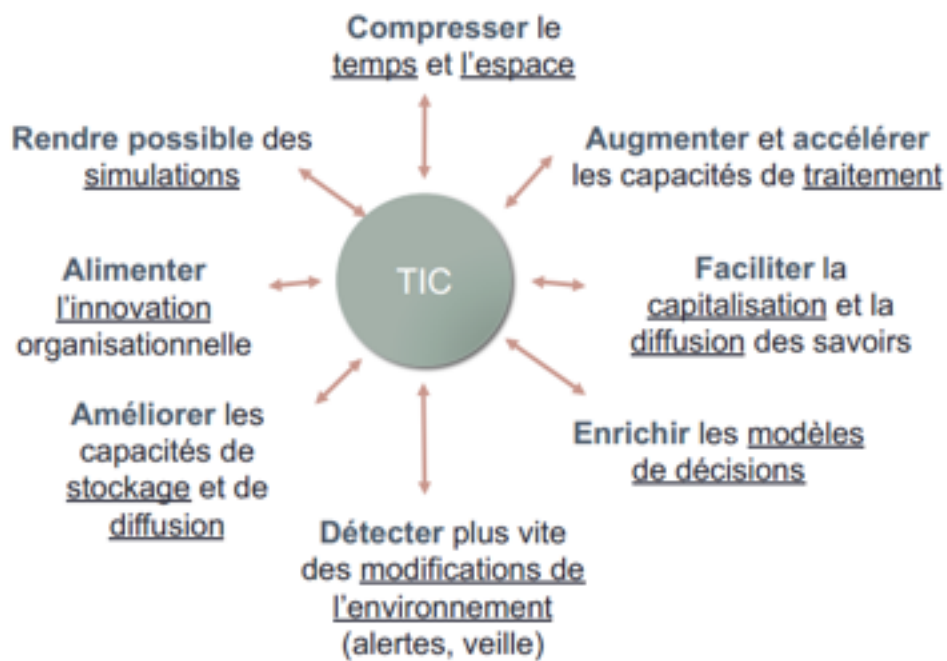 Compresser le
temps et l'espace
Augmenter et accélérer
les capacités de traitement
Faciliter la
capitalisation et la
diffusion des savoirs
Enrichir les modèles
de décisions
Détecter plus vite
des modifications de
l'environnement
(alertes, veille)
Améliorer les
capacités de
stockage et de
diffusion
Alimenter
l'innovation
organisationnelle
Rendre possible des
simulations
TIC